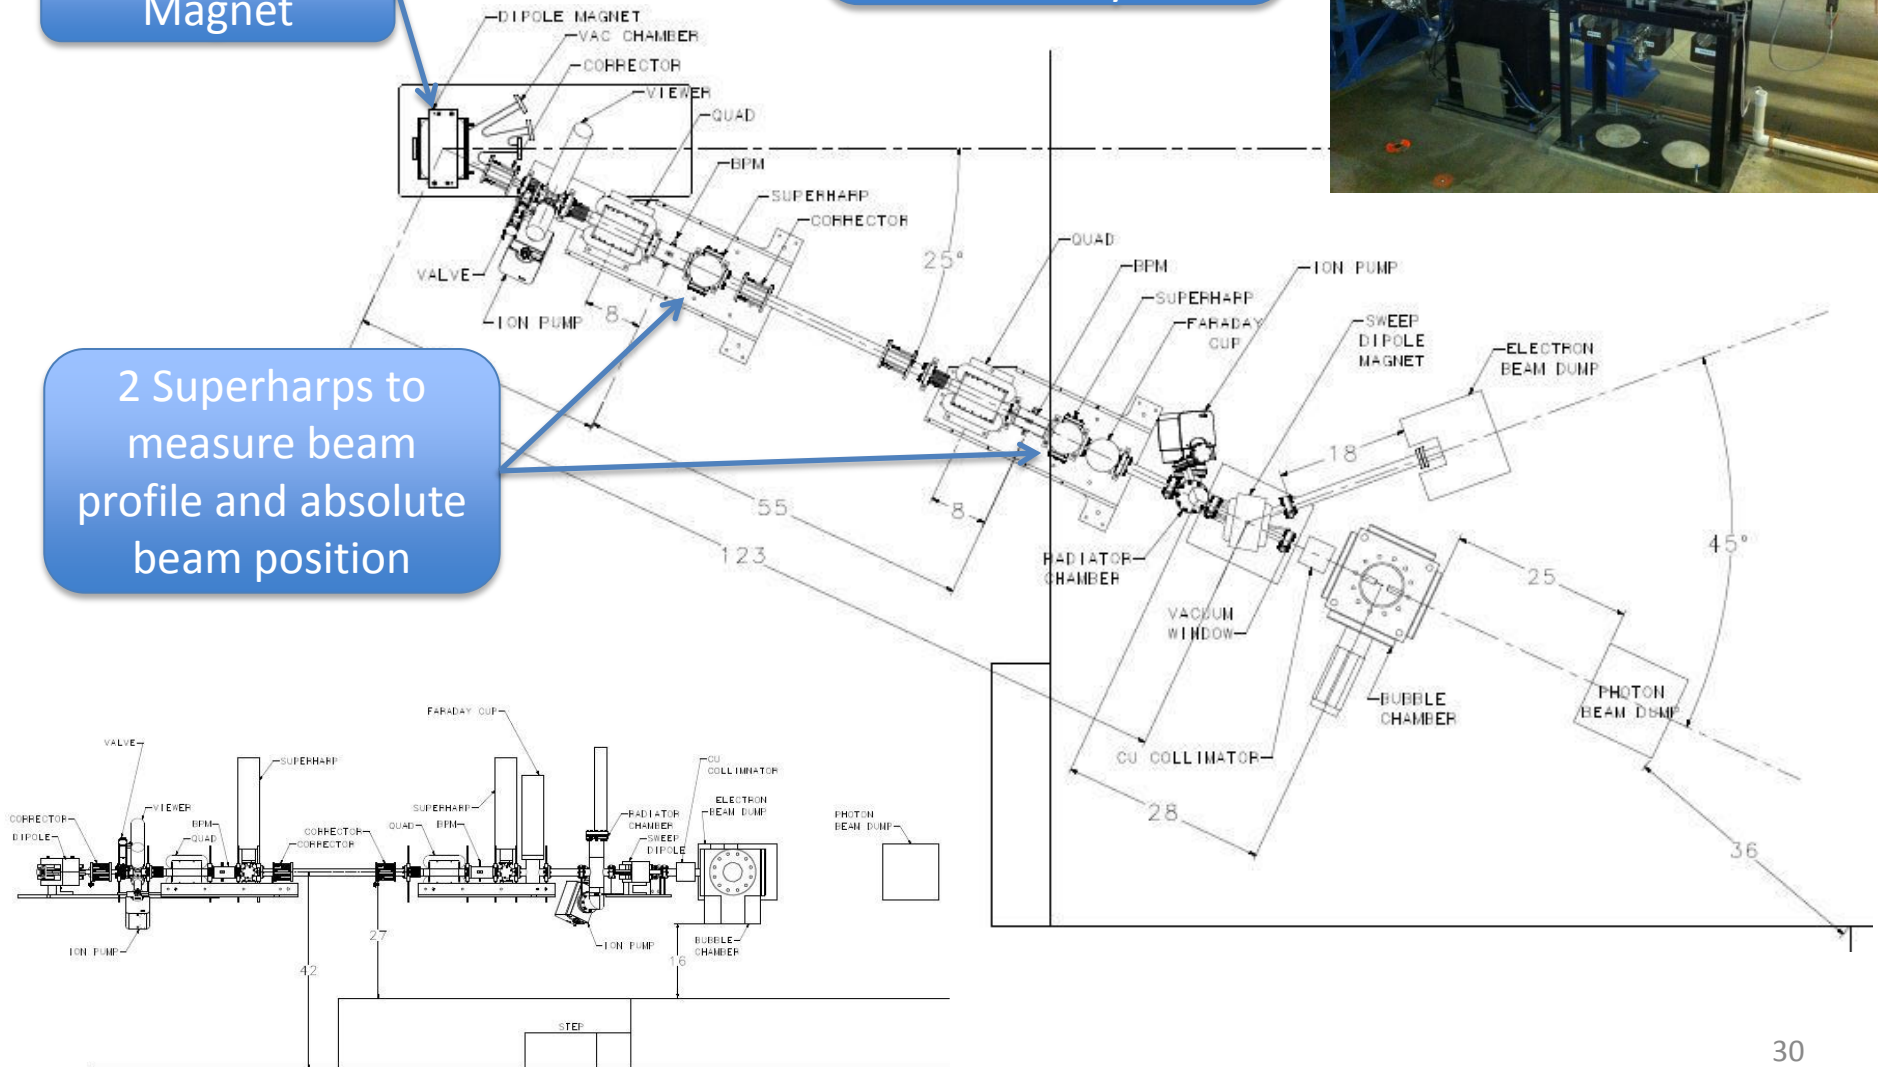 Magnet
DIPOLE MAGNET
VAC CHAMBER
CORRECTOR
VIEWER
QUAD
BPM
SUPERHARP
CORRECTOR
25°
VALVE
ION PUMP
8
QUAD
BPM
ION PUMP
SUPERHARP
FARADAY
CUP
SWEEP
DIPOLE
MAGNET
ELECTRON
BEAM DUMP
2 Superharps to
measure beam
profile and absolute
beam position
18
55
8
123
45°
25
RADIATOR
CHAMBER
VACUUM
WINDOW
PHOTON
BEAM DUMP
BUBBLE
CHAMBER
CU COLLIMATOR
28
36
FARADAY CUP
VALVE
SUPERHARP
CU
COLLIMNATOR
ELECTRON
BEAM DUMP
CORRECTOR
VIEWER
BPM
QUAD
DIPOLE
CORRECTOR
CORRECTOR
SUPERHARP
BPM
QUAD
RADIATOR
CHAMBER
SWEEP
DIPOLE
PHOTON
BEAM DUMP
ION PUMP
27
42
ION PUMP
BUBBLE
CHAMBER
16
STEP
30